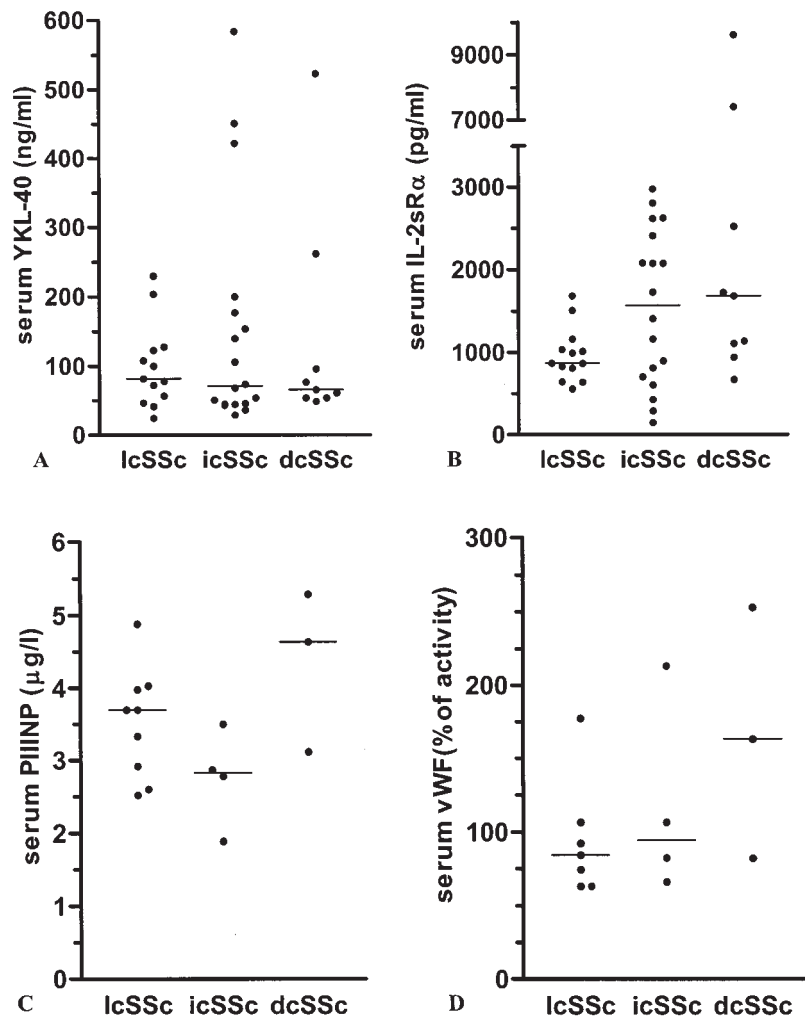 serum YKL-40 (ng/ml)
600
500
400
300
200
100
0
A
lcSSc icSSc dcSSc
serum IL-2sRα (pg/ml)
9000
7000
3000
2000
1000
0
B
lcSSc icSSc dcSSc
serum PIIINP (μg/l)
6
5
4
3
2
1
0
C
lcSSc icSSc dcSSc
serum vWF(% of activity)
300
200
100
0
D
lcSSc icSSc dcSSc